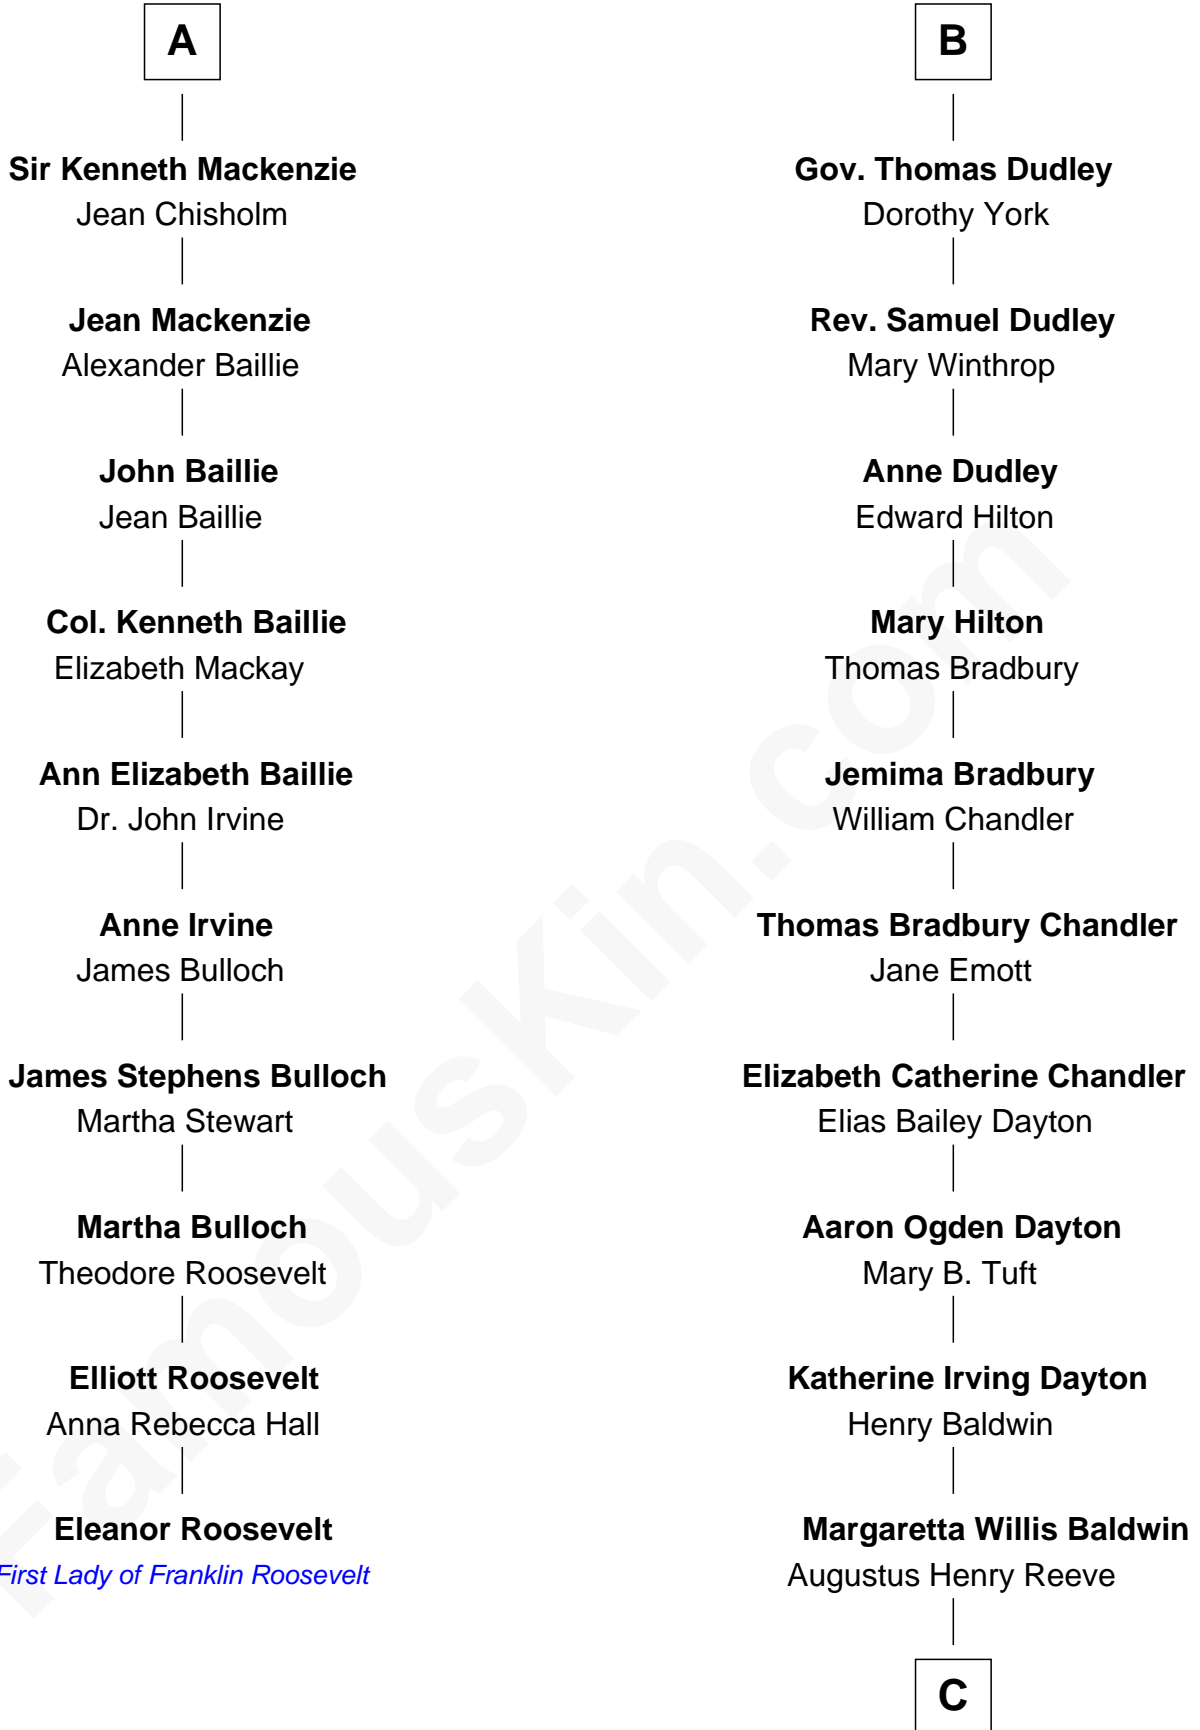 A
Sir Kenneth Mackenzie
Jean Chisholm
Jean Mackenzie
Alexander Baillie
John Baillie
Jean Baillie
Col. Kenneth Baillie
Elizabeth Mackay
Ann Elizabeth Baillie
Dr. John Irvine
Anne Irvine
James Bulloch
James Stephens Bulloch
Martha Stewart
Martha Bulloch
Theodore Roosevelt
Elliott Roosevelt
Anna Rebecca Hall
Eleanor Roosevelt
First Lady of Franklin Roosevelt
B
Gov. Thomas Dudley
Dorothy York
Rev. Samuel Dudley
Mary Winthrop
Anne Dudley
Edward Hilton
Mary Hilton
Thomas Bradbury
Jemima Bradbury
William Chandler
Thomas Bradbury Chandler
Jane Emott
Elizabeth Catherine Chandler
Elias Bailey Dayton
Aaron Ogden Dayton
Mary B. Tuft
Katherine Irving Dayton
Henry Baldwin
Margaretta Willis Baldwin
Augustus Henry Reeve
C
FamousKin.com